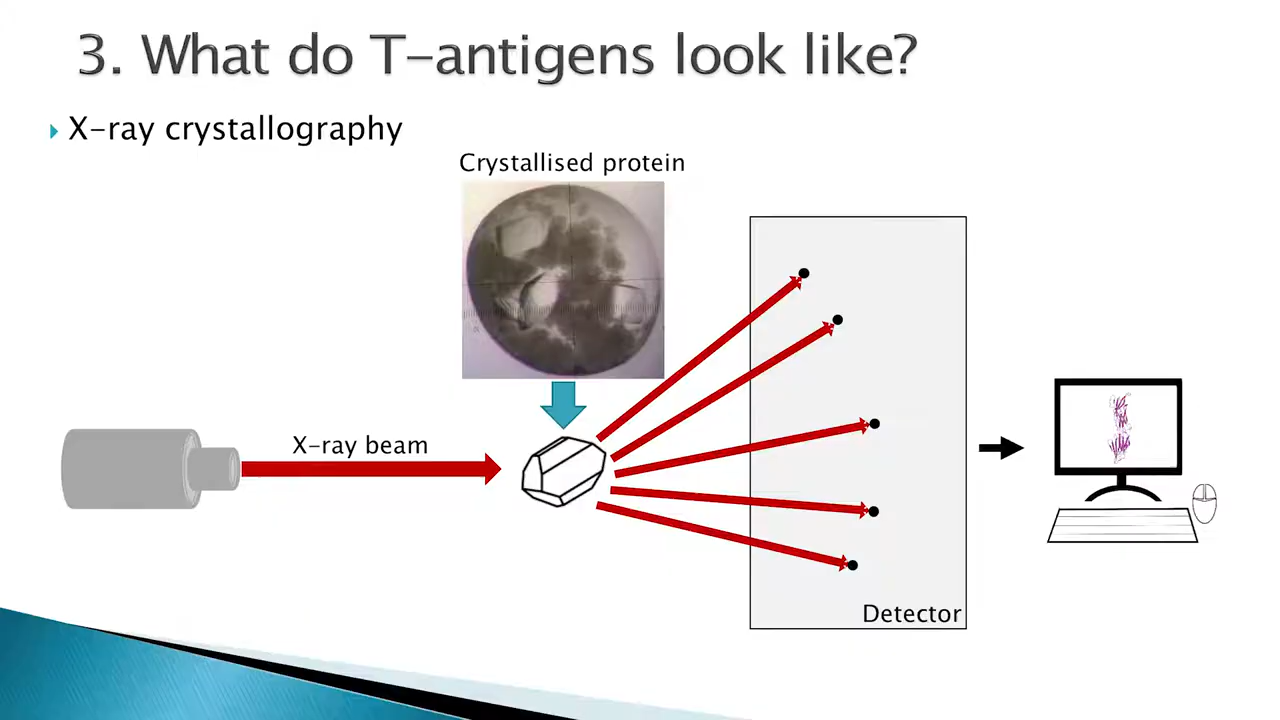 3. What do T-antigens look like?
X-ray crystallography
Crystallised protein
X-ray beam
Detector